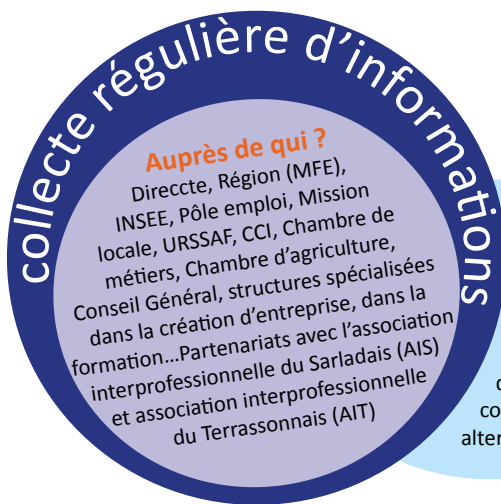 collecte régulière d'informations
Auprès de qui ?
Direccte, Région (MFE),
INSEE, Pôle emploi, Mission
locale, URSSAF, CCI, Chambre de
métiers, Chambre d'agriculture,
Conseil Général, structures spécialisées
dans la création d'entreprise, dans la
formation...Partenariats avec l'association
interprofessionnelle du Sarladais (AIS)
et association interprofessionnelle
du Terrassonnais (AIT)
co
alter